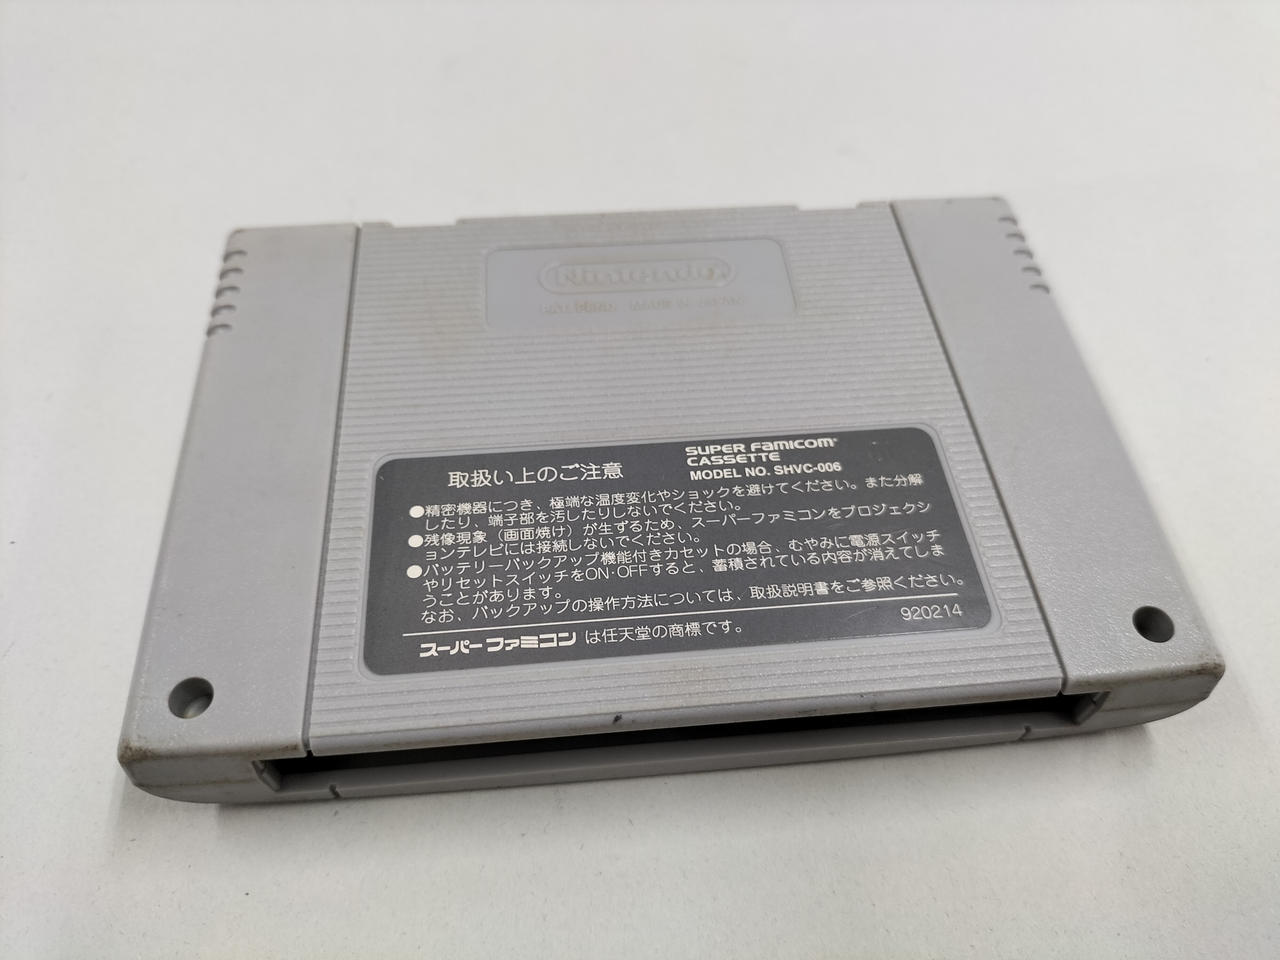 Nintendo
PAT. PEND. MADE IN JAPAN
取扱い上のご注意
SUPER FAMICOM
CASSETTE
MODEL NO. SHVC-006
●精密機器につき、極端な温度変化やショックを避けてください。また分解
したり、端子部を汚したりしないでください。
●残像現象（画面焼け）が生ずるため、スーパーファミコンをプロジェクシ
ョンテレビには接続しないでください。
●バッテリーバックアップ機能付きカセットの場合、むやみに電源スイッチ
やリセットスイッチをON･OFFすると、蓄積されている内容が消えてしま
うことがあります。
なお、バックアップの操作方法については、取扱説明書をご参照ください。
スーパーファミコン は任天堂の商標です。
920214